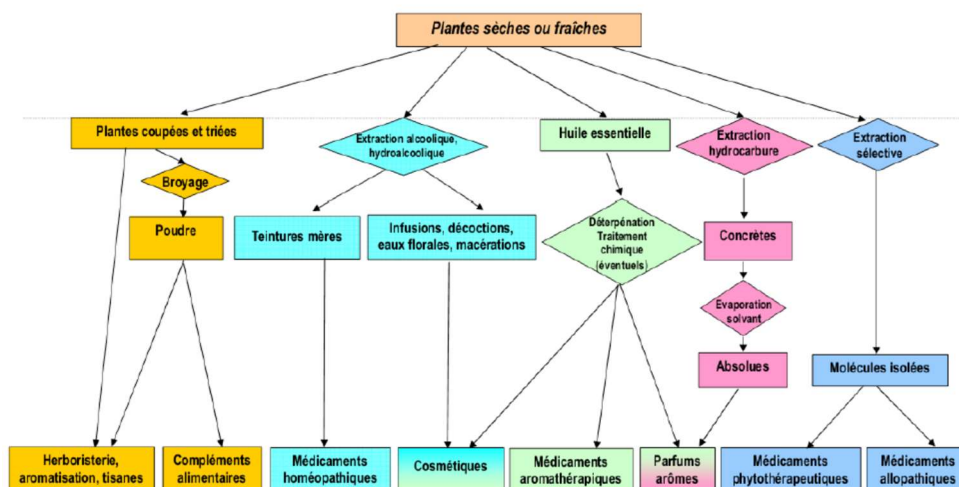 Plantes sèches ou fraîches
Plantes coupées et triées
Extraction alcoolique,
hydroalcoolique
Huile essentielle
Extraction
hydrocarbure
Extraction
sélective
Broyage
Poudre
Teintures mères
Infusions, décoctions,
eaux florales, macérations
Déterpénation
Traitement
chimique
(éventuels)
Concrètes
Evaporation
solvant
Absolues
Molécules isolées
Herboristerie,
aromatisation, tisanes
Compléments
alimentaires
Médicaments
homéopathiques
Cosmétiques
Médicaments
aromathérapiques
Parfums
arômes
Médicaments
phytothérapeutiques
Médicaments
allopathiques